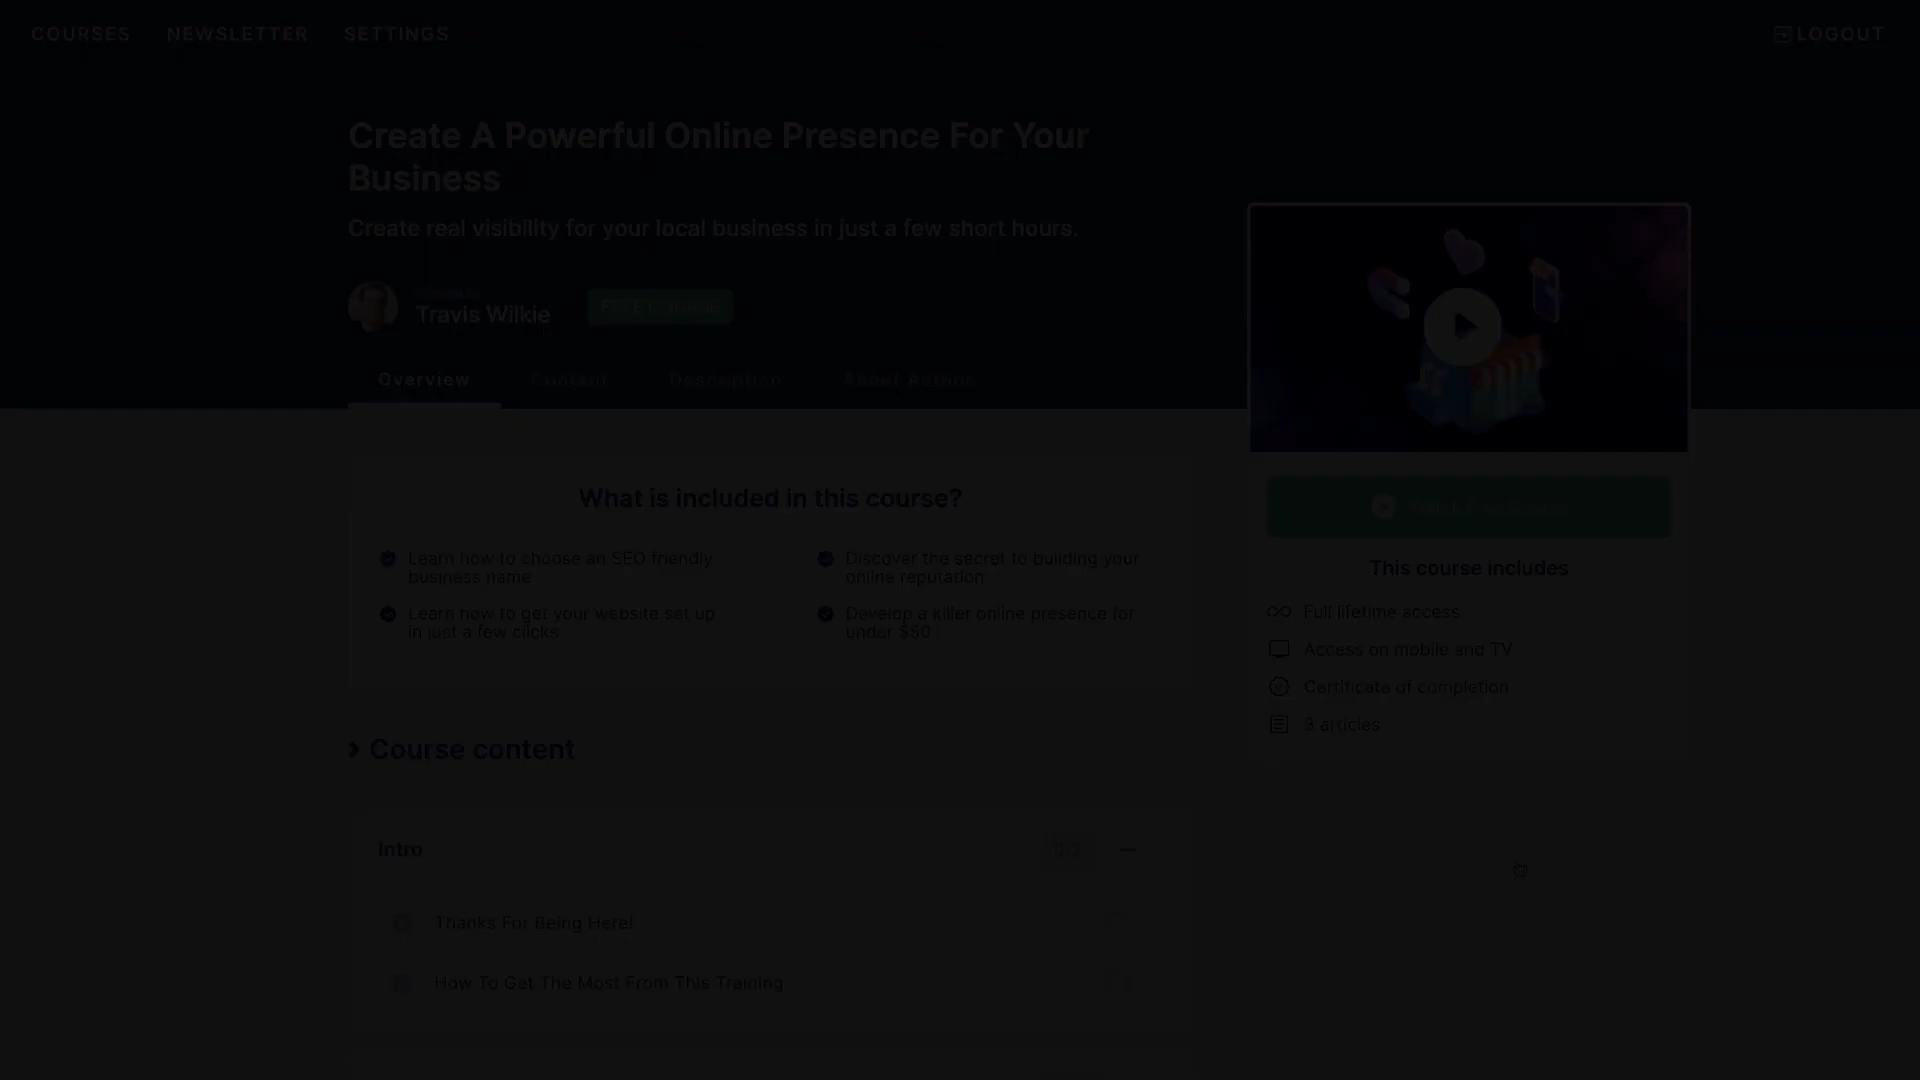 COURSES
NEWSLETTER
SETTINGS
LOGOUT
Create A Powerful Online Presence For Your
Business
Create real visibility for your local business in just a few short hours.
Travis Wilkie
Overview
Content
Description
About Author
What is included in this course?
Learn how to choose an SEO friendly
business name
Discover the secret to building your
online reputation
Learn how to get your website set up
in just a few clicks
Develop a killer online presence for
under $50
This course includes
Full lifetime access
Access on mobile and TV
Certificate of completion
3 articles
Course content
Intro
Thanks For Being Here!
How To Get The Most From This Training